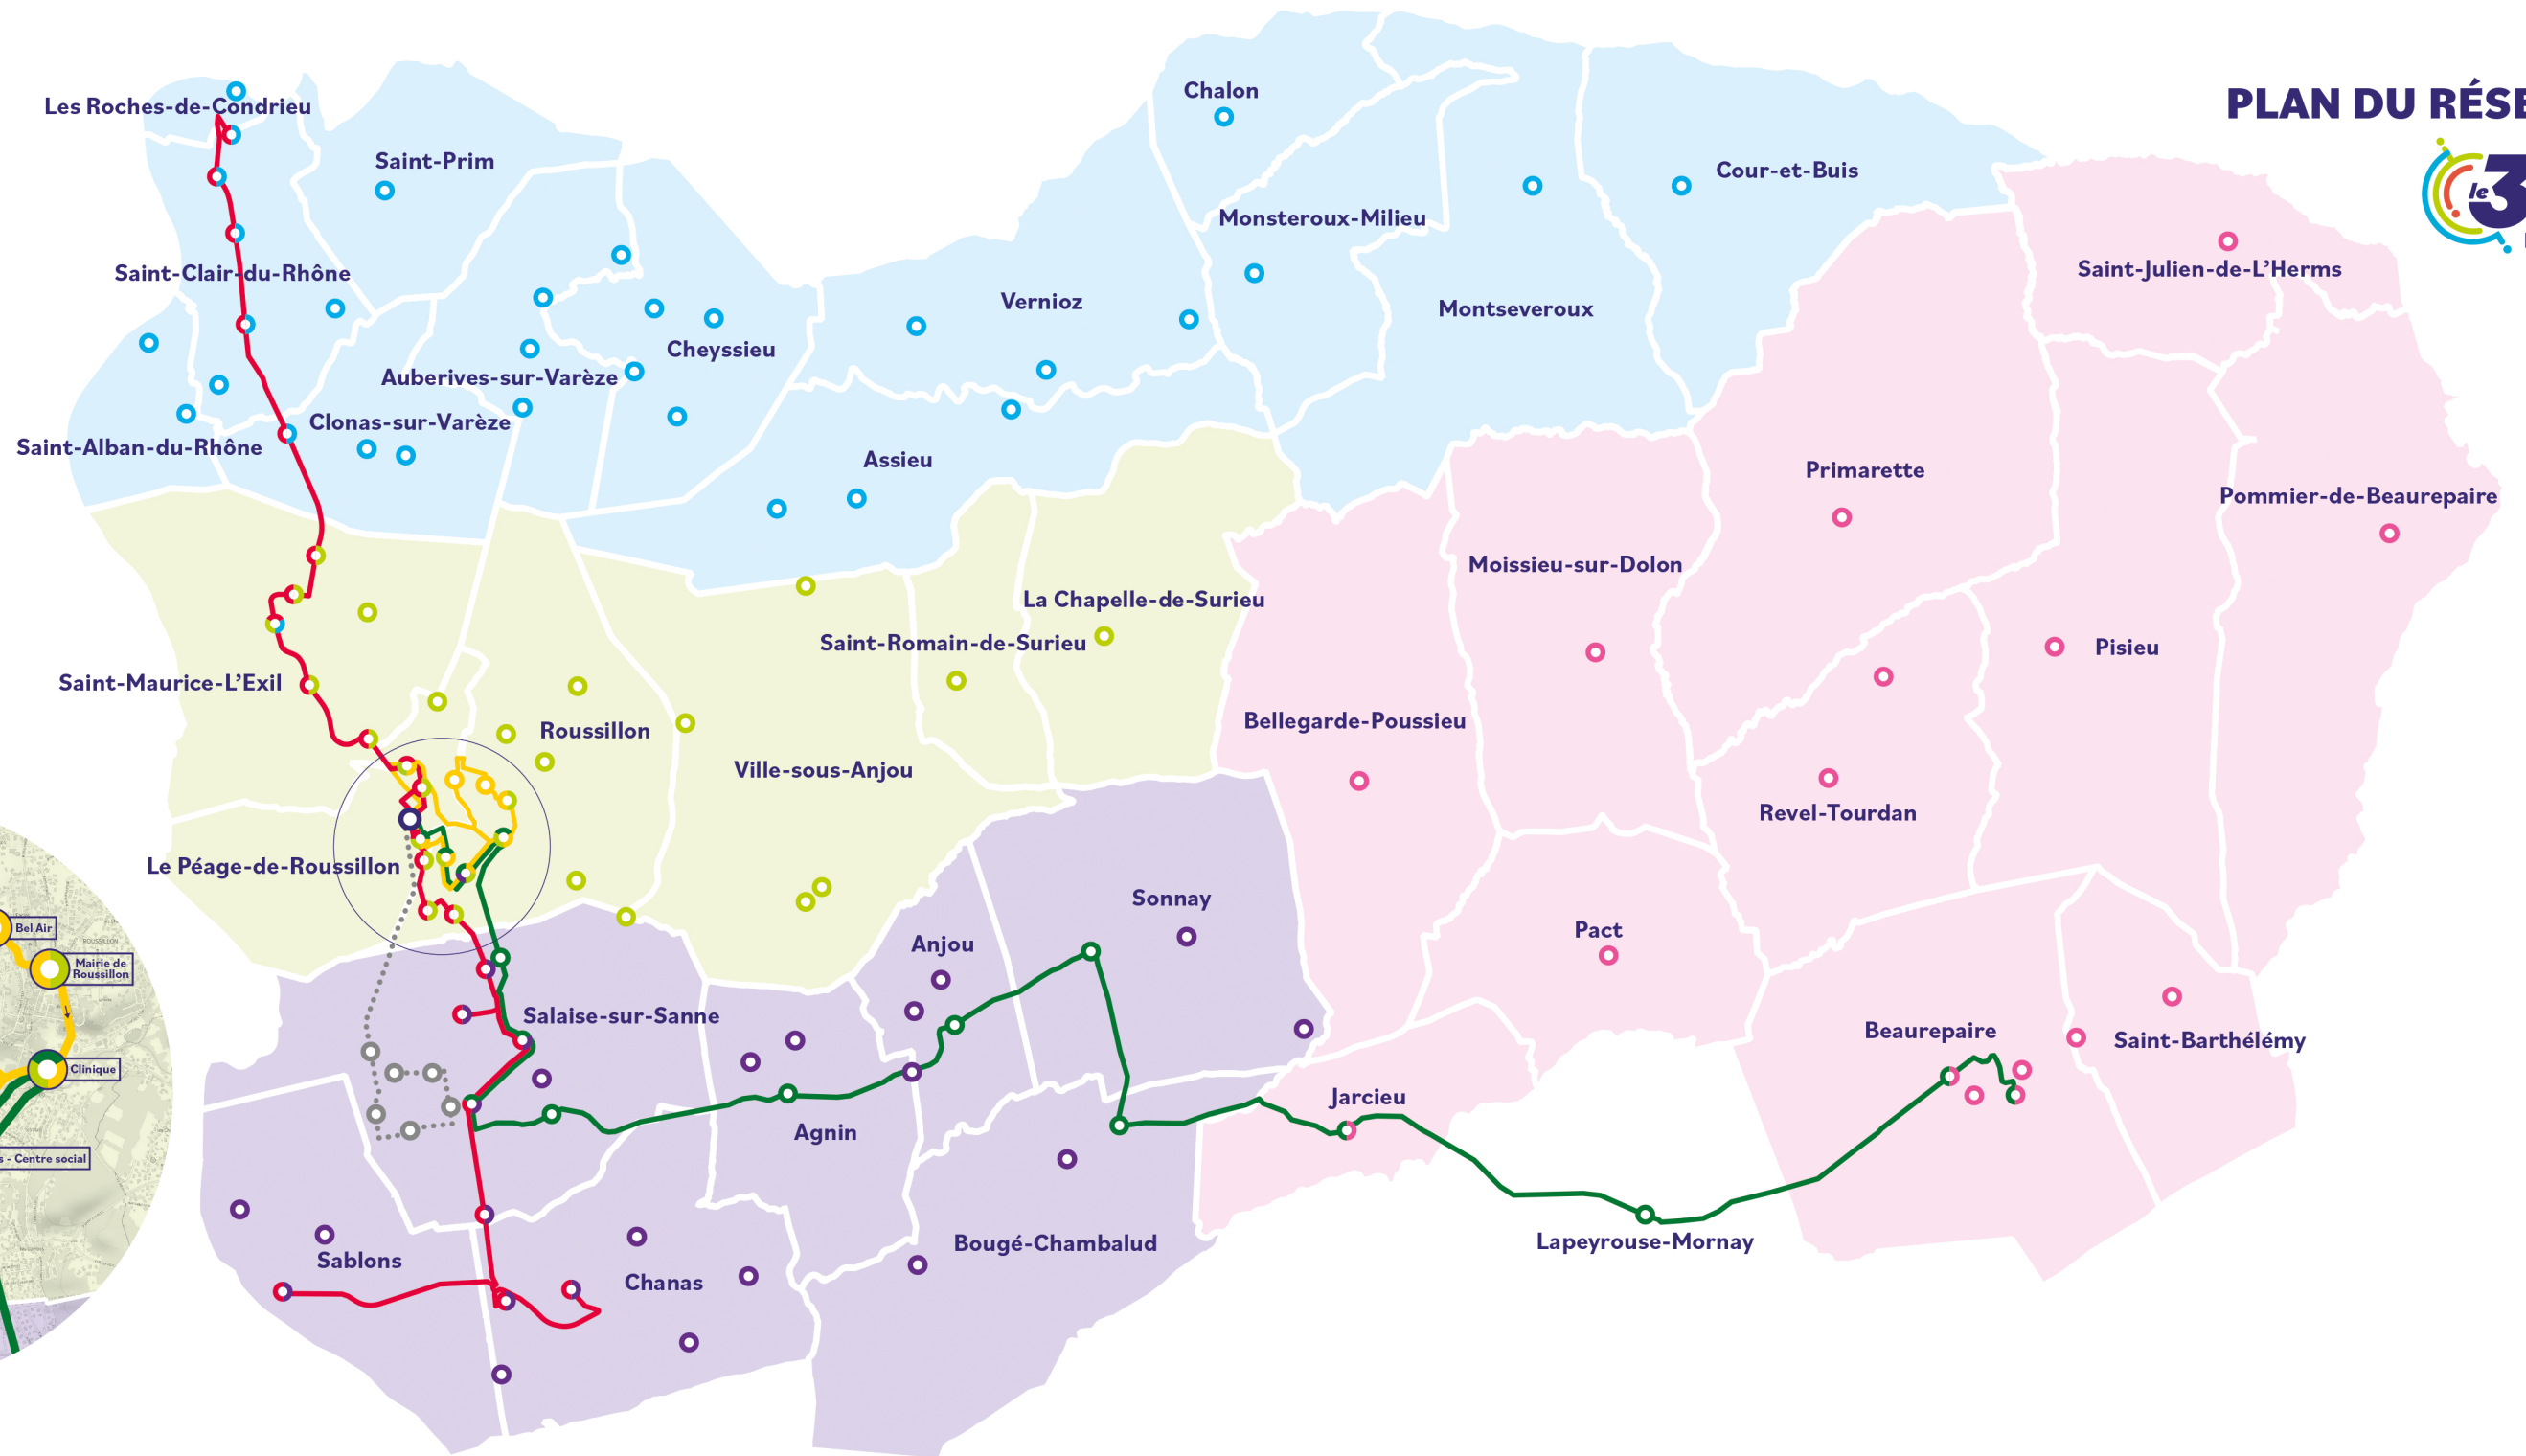 PLAN DU RÉSE
le 3
Chalon
Les Roches-de-Condrieu
Saint-Prim
Cour-et-Buis
Monsteroux-Milieu
Saint-Clair-du-Rhône
Saint-Julien-de-L'Herms
Vernioz
Montseveroux
Cheyssieu
Auberives-sur-Varèze
Clonas-sur-Varèze
Saint-Alban-du-Rhône
Assieu
Primarette
Pommier-de-Beaurepaire
Moissieu-sur-Dolon
La Chapelle-de-Surieu
Saint-Romain-de-Surieu
Pisieu
Saint-Maurice-L'Exil
Bellegarde-Poussieu
Roussillon
Ville-sous-Anjou
Revel-Tourdan
Le Péage-de-Roussillon
Sonnay
Bel Air
Pact
Anjou
ROUSSILLON
Mairie de
Roussillon
Salaise-sur-Sanne
Beaurepaire
Saint-Barthélémy
Clinique
Jarcieu
Agnin
s - Centre social
Lapeyrouse-Mornay
Bougé-Chambalud
Sablons
Chanas